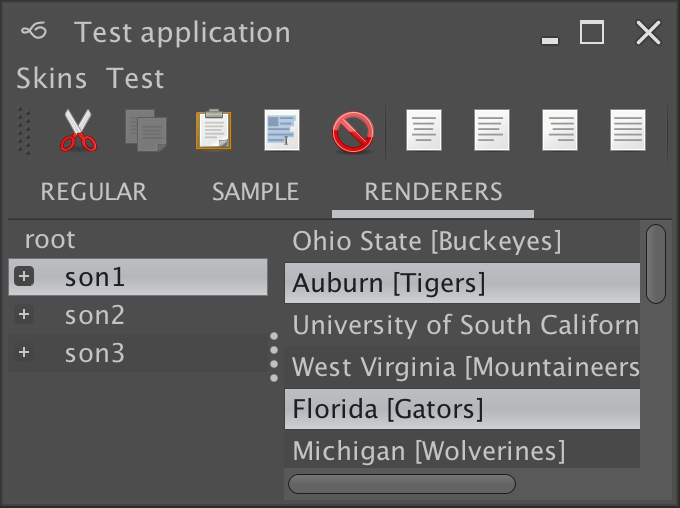 Test application
Skins Test
REGULAR SAMPLE RENDERERS
root
son1
son2
son3
Ohio State [Buckeyes]
Auburn [Tigers]
University of South Californ
West Virginia [Mountaineers
Florida [Gators]
Michigan [Wolverines]